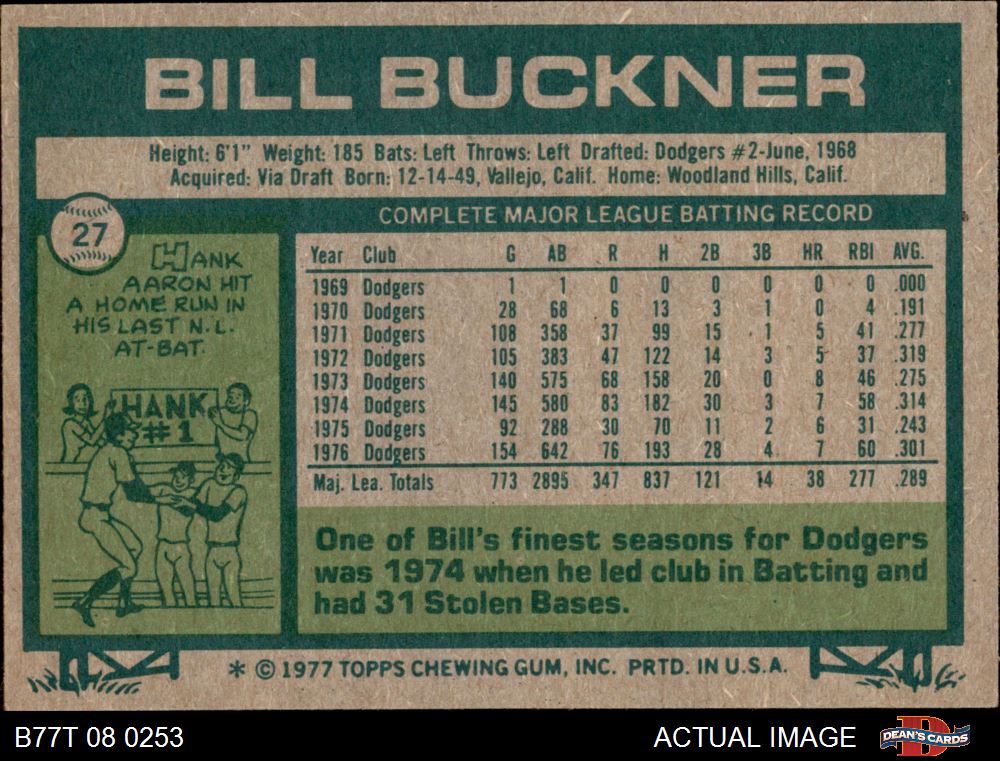 BILL BUCKNER
Height: 6'1" Weight: 185 Bats: Left Throws: Left Drafted: Dodgers #2-June, 1968
Acquired: Via Draft Born: 12-14-49, Vallejo, Calif. Home: Woodland Hills, Calif.
27
HANK
AARON HIT
A HOME RUN IN
HIS LAST N.L.
AT-BAT.
HANK
#1
COMPLETE MAJOR LEAGUE BATTING RECORD
Year Club G AB R H 2B 3B HR RBI AVG.
1969 Dodgers 1 1 0 0 0 0 0 0 .000
1970 Dodgers 28 68 6 13 3 1 0 4 .191
1971 Dodgers 108 358 37 99 15 1 5 41 .277
1972 Dodgers 105 383 47 122 14 3 5 37 .319
1973 Dodgers 140 575 68 158 20 0 8 46 .275
1974 Dodgers 145 580 83 182 30 3 7 58 .314
1975 Dodgers 92 288 30 70 11 2 6 31 .243
1976 Dodgers 154 642 76 193 28 4 7 60 .301
Maj. Lea. Totals 773 2895 347 837 121 14 38 277 .289
One of Bill's finest seasons for Dodgers
was 1974 when he led club in Batting and
had 31 Stolen Bases.
* © 1977 TOPPS CHEWING GUM, INC. PRTD. IN U.S.A.
B77T 08 0253
ACTUAL IMAGE
D
DEAN'S CARDS